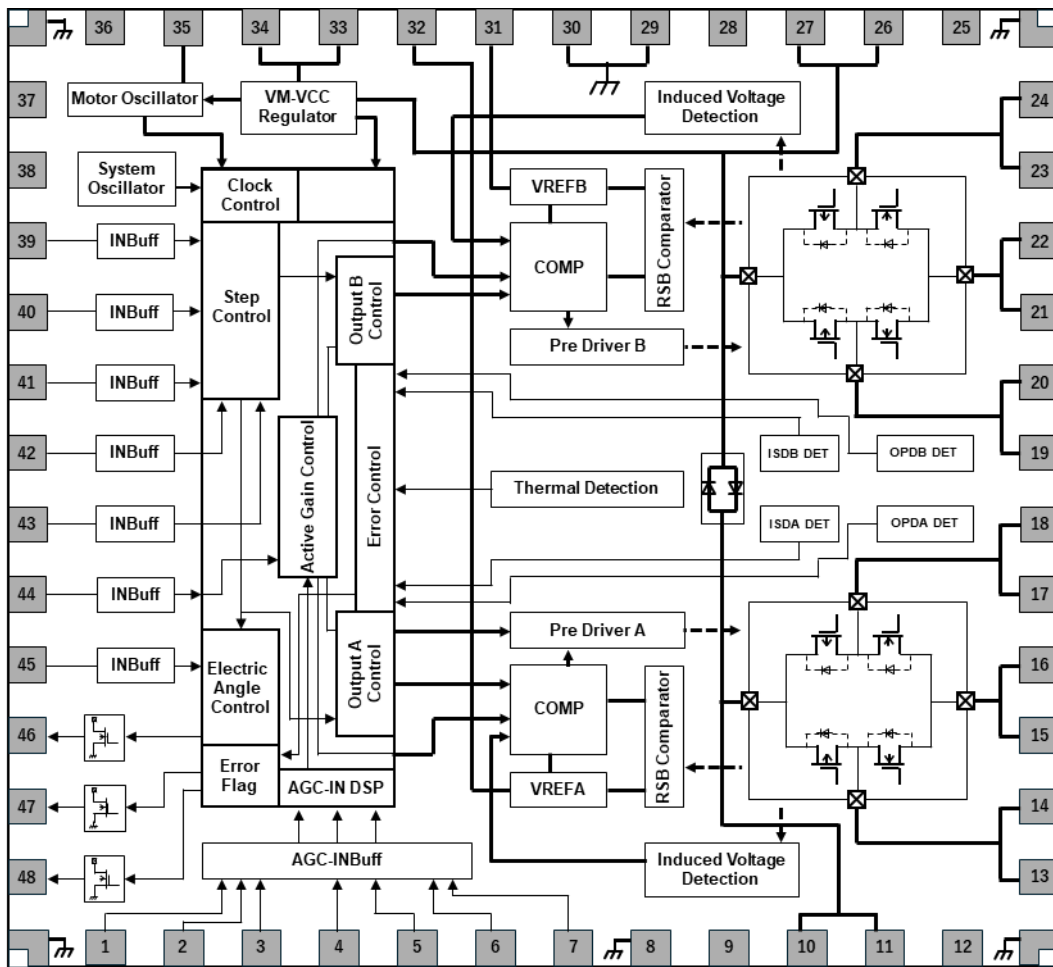 36
35
34
33
32
31
30
29
28
27
26
25
37
Motor Oscillator
VM-VCC
Regulator
Induced Voltage
Detection
24
38
System
Oscillator
Clock
Control
VREFB
RSB Comparator
23
39
INBuff
Step
Control
Output B
Control
COMP
22
40
INBuff
Pre Driver B
21
41
INBuff
20
42
INBuff
Active Gain Control
Error Control
ISDB DET
OPDB DET
19
43
INBuff
Thermal Detection
ISDA DET
OPDA DET
18
44
INBuff
17
45
INBuff
Electric
Angle
Control
Output A
Control
Pre Driver A
16
46
COMP
RSB Comparator
15
47
Error
Flag
AGC-IN DSP
VREFA
14
48
AGC-INBuff
Induced Voltage
Detection
13
1
2
3
4
5
6
7
8
9
10
11
12